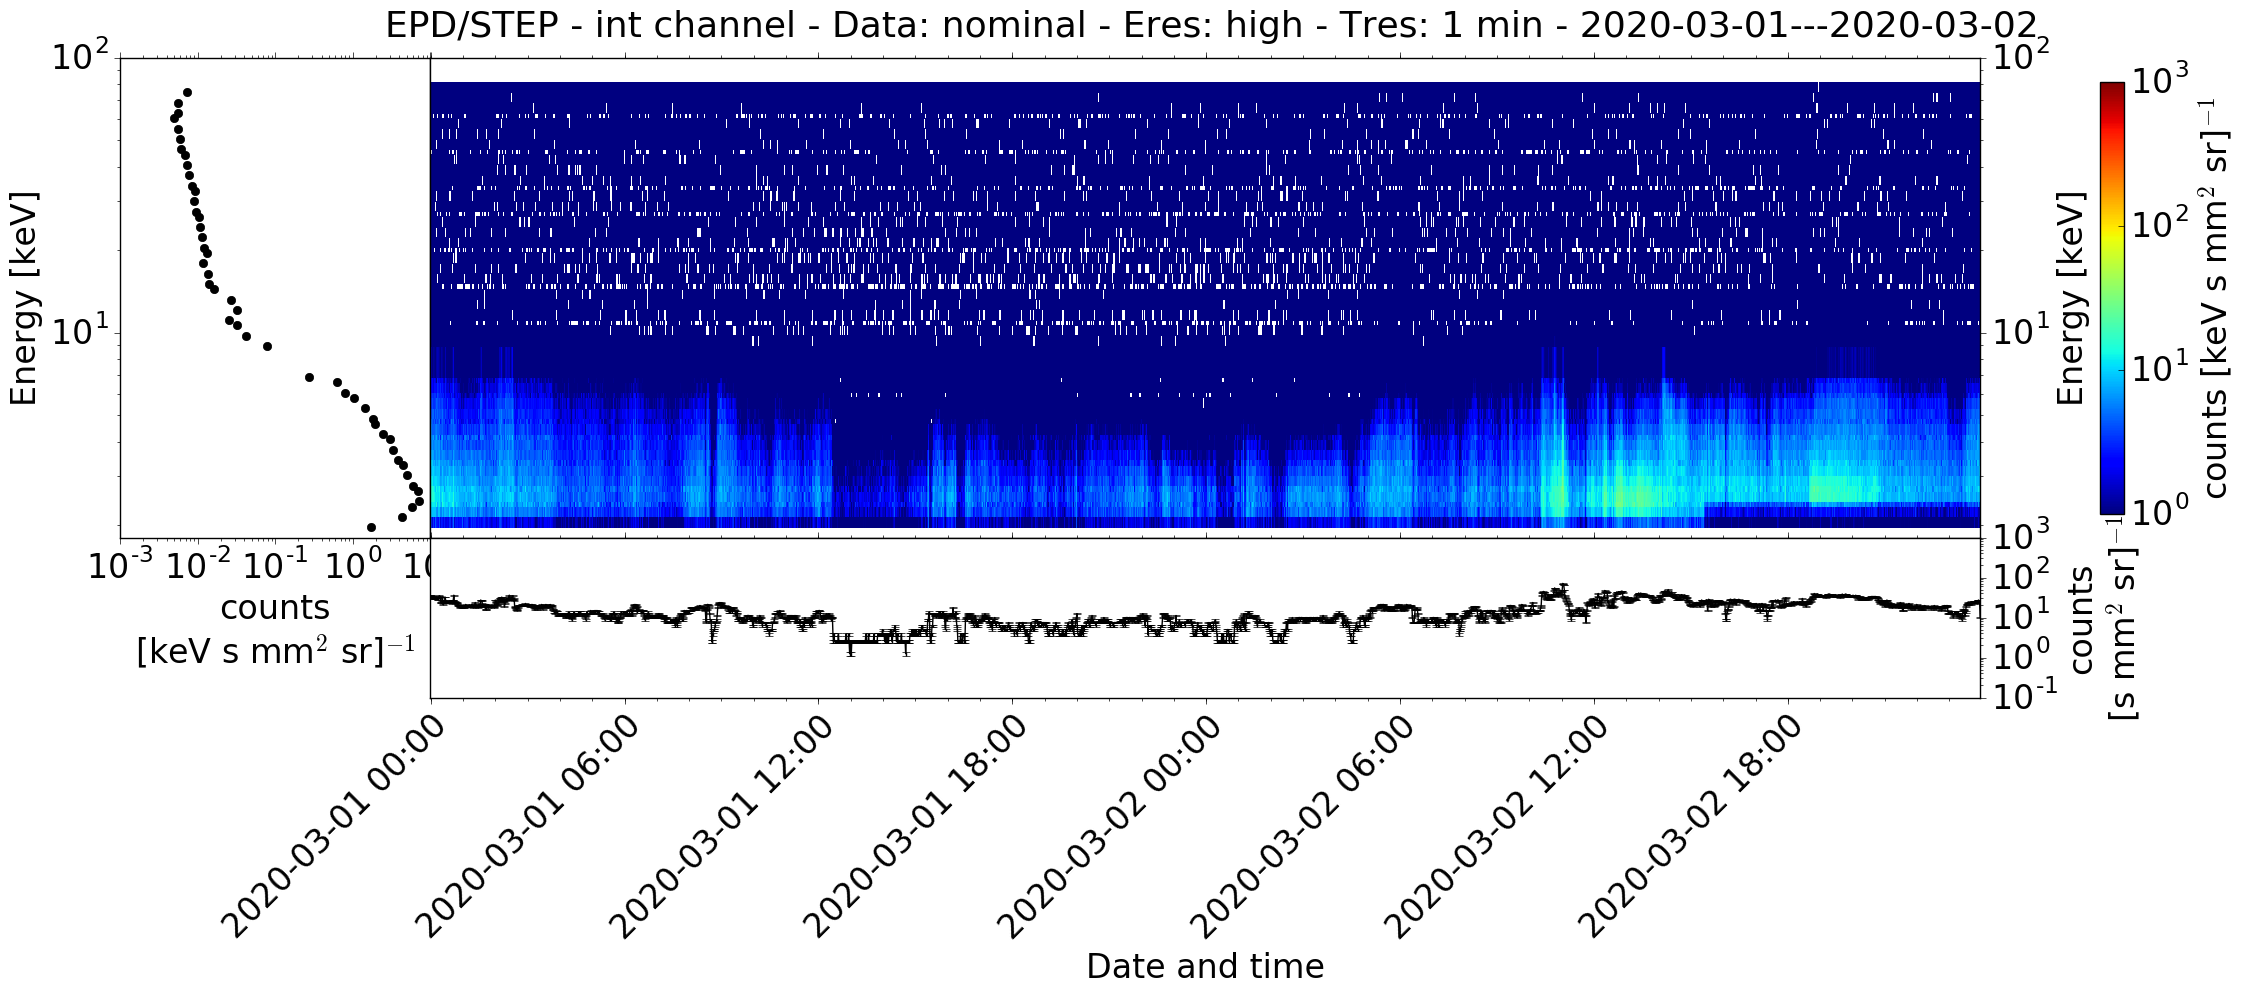 EPD/STEP - int channel - Data: nominal - Eres: high - Tres: 1 min - 2020-03-01---2020-03-02
10²
10¹
Energy [keV]
10⁻³ 10⁻² 10⁻¹ 10⁰ 10
counts
[keV s mm² sr]⁻¹
10²
10¹
Energy [keV]
10³
10²
10¹
10⁰
counts [keV s mm² sr]⁻¹
10³
10²
10¹
10⁰
10⁻¹
counts
[s mm² sr]⁻¹
2020-03-01 00:00
2020-03-01 06:00
2020-03-01 12:00
2020-03-01 18:00
2020-03-02 00:00
2020-03-02 06:00
2020-03-02 12:00
2020-03-02 18:00
Date and time